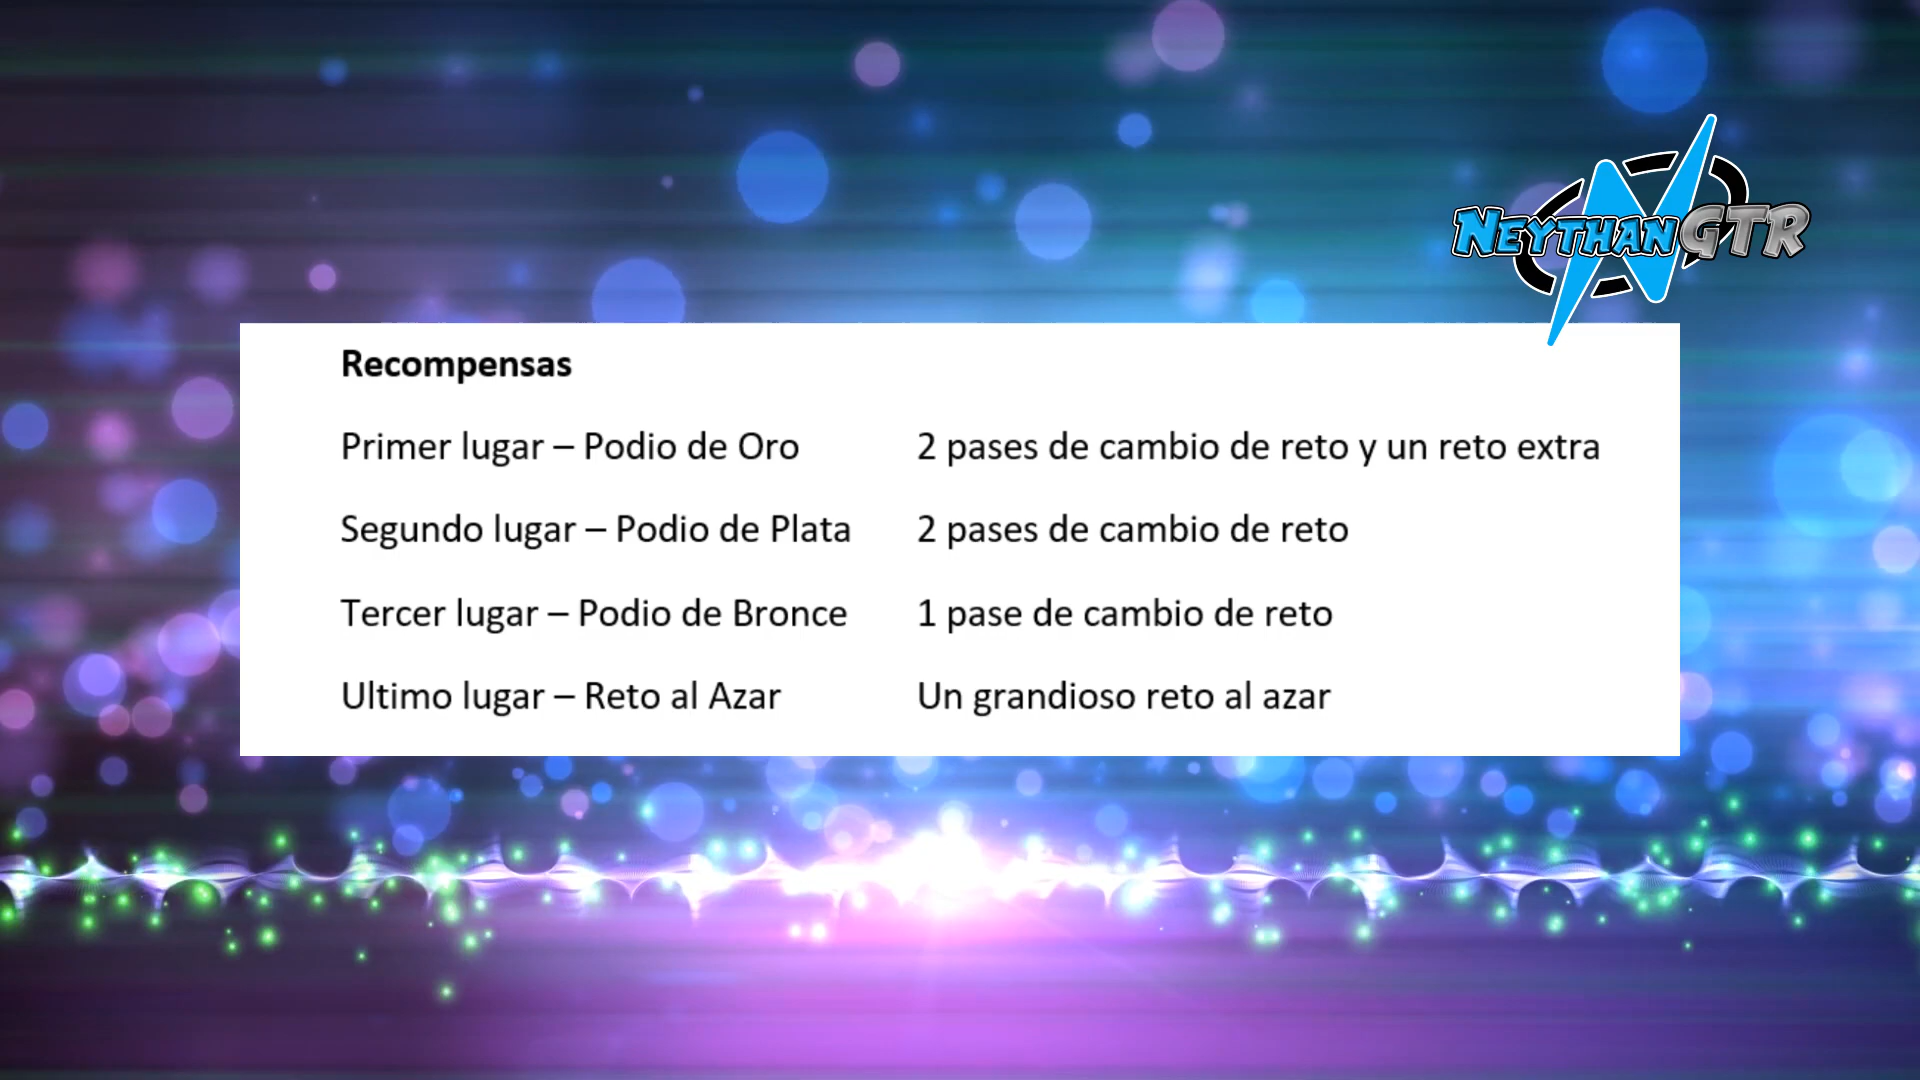 NEYTHANGTR
Recompensas
Primer lugar – Podio de Oro 2 pases de cambio de reto y un reto extra
Segundo lugar – Podio de Plata 2 pases de cambio de reto
Tercer lugar – Podio de Bronce 1 pase de cambio de reto
Ultimo lugar – Reto al Azar Un grandioso reto al azar